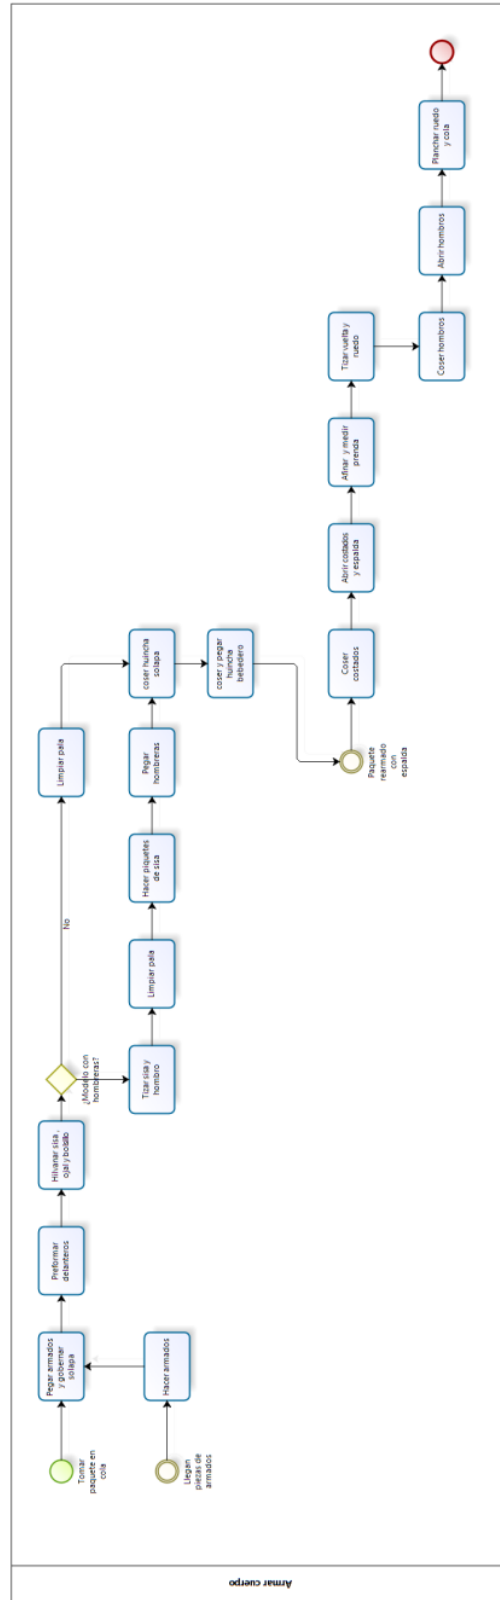 Armar cuerpo
Tomar
paquete en
cola
Llegan
piezas de
armados
Pegar armados
y gobernar
solapa
Hacer armados
Preformar
delanteros
Hilvanar sisa ,
ojal y bolsillo
¿Modelo con
hombreras?
No
Tizar sisa y
hombro
Limpiar pala
Hacer piquetes
de sisa
Pegar
hombreras
Limpiar pala
coser huincha
solapa
coser y pegar
huincha
bebedero
Paquete
rearmado
con
espalda
Coser
costados
Abrir costados
y espalda
Afinar y medir
prenda
Tizar vuelta y
ruedo
Coser hombros
Abrir hombros
Planchar ruedo
y cola